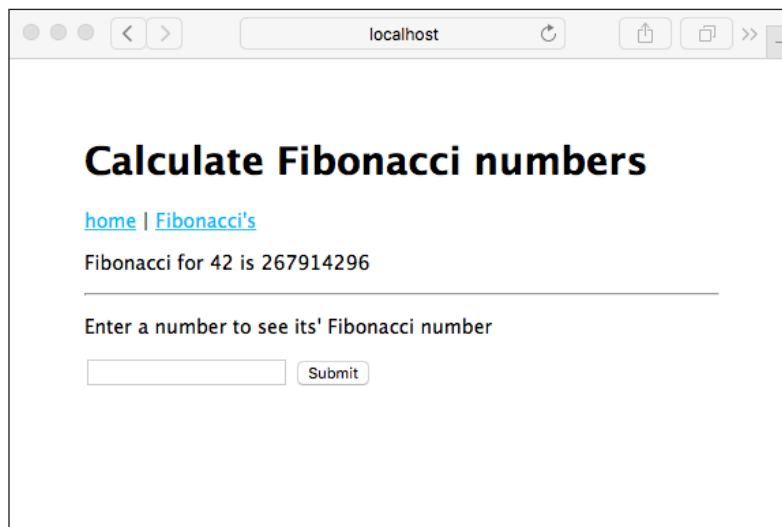 localhost
Calculate Fibonacci numbers
home | Fibonacci's
Fibonacci for 42 is 267914296
Enter a number to see its' Fibonacci number
Submit